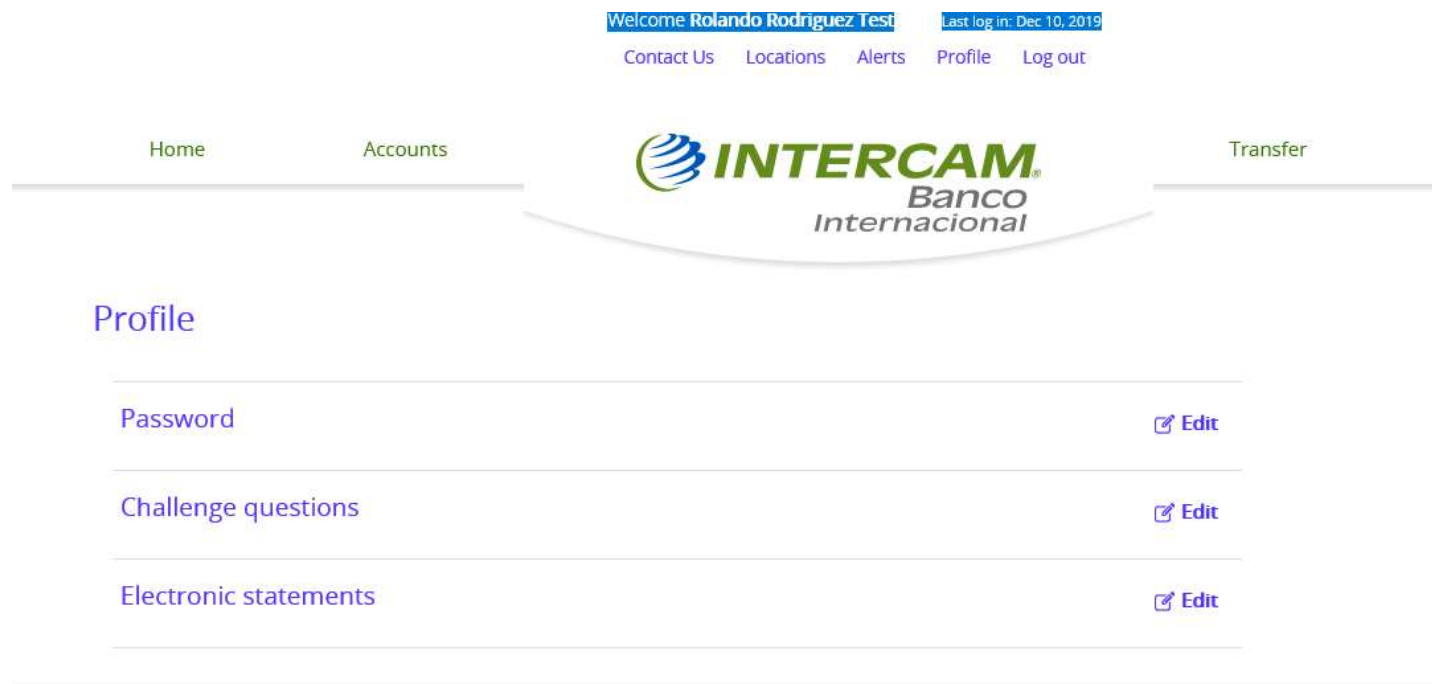 Welcome Rolando Rodriguez Test Last log in: Dec 10, 2019
Contact Us Locations Alerts Profile Log out
Home Accounts INTERCAM® Transfer
Banco
Internacional
Profile
Password Edit
Challenge questions Edit
Electronic statements Edit